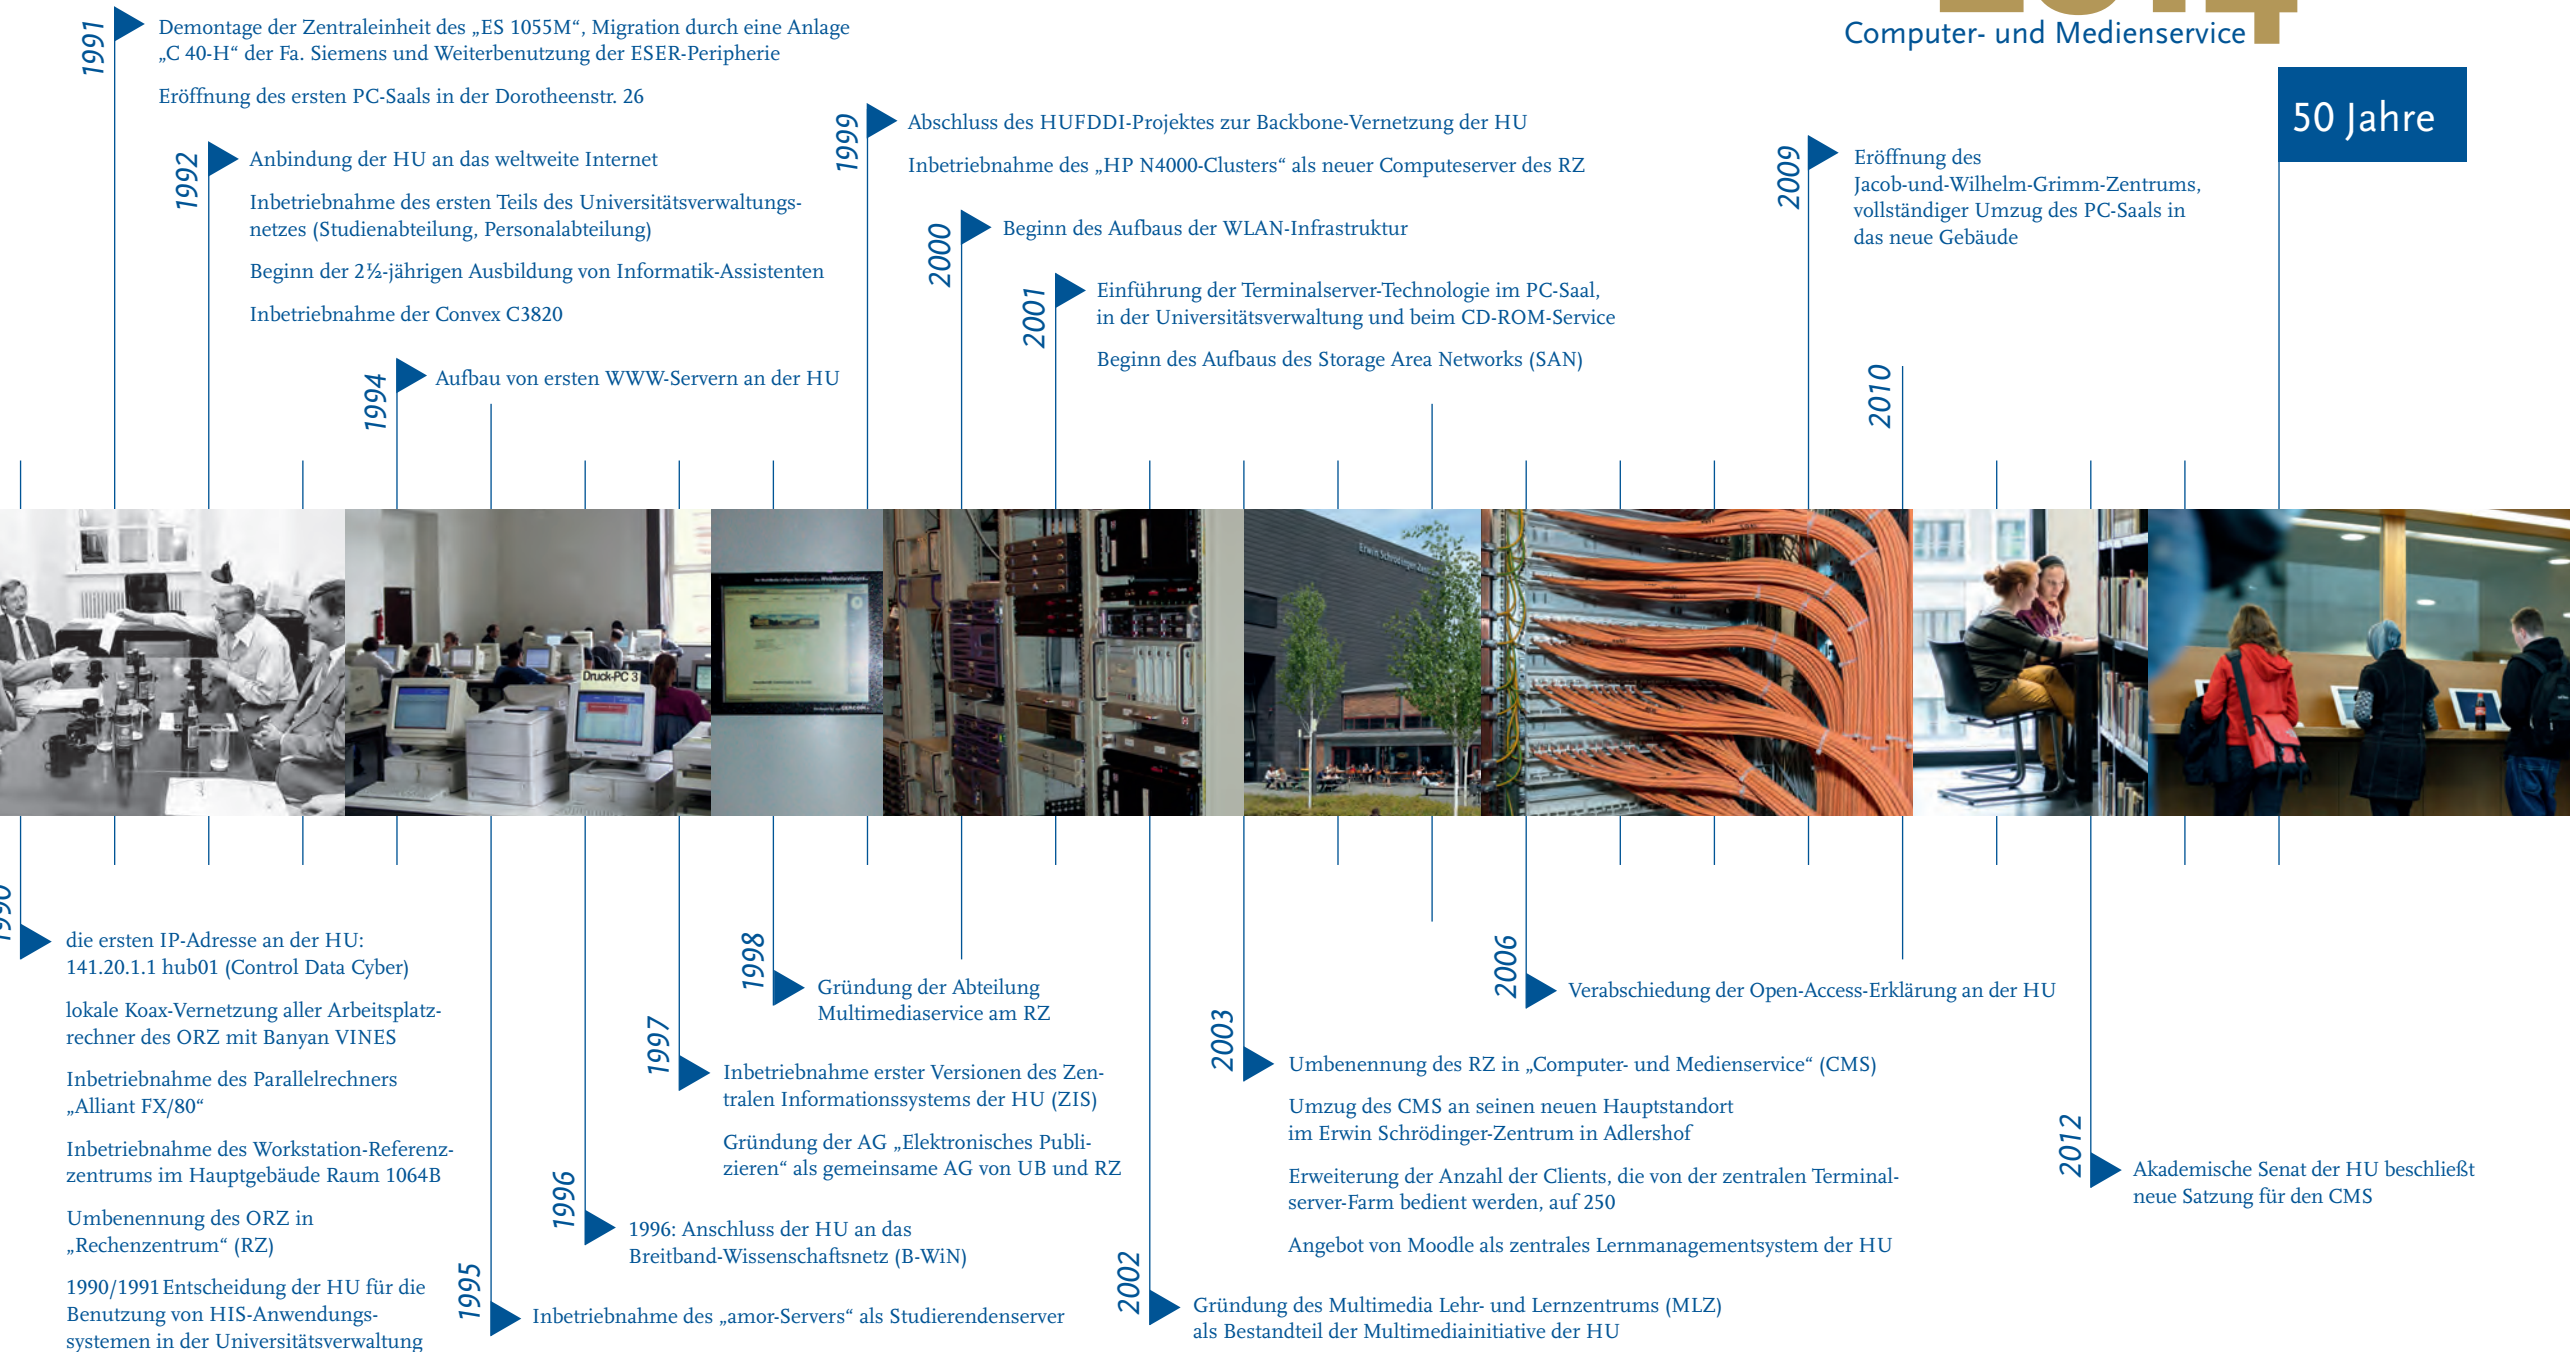 2014
Computer- und Medienservice
50 Jahre
1991
Demontage der Zentraleinheit des „ES 1055M“, Migration durch eine Anlage
„C 40-H“ der Fa. Siemens und Weiterbenutzung der ESER-Peripherie
Eröffnung des ersten PC-Saals in der Dorotheenstr. 26
1992
Anbindung der HU an das weltweite Internet
Inbetriebnahme des ersten Teils des Universitätsverwaltungs-
netzes (Studienabteilung, Personalabteilung)
Beginn der 2½-jährigen Ausbildung von Informatik-Assistenten
Inbetriebnahme der Convex C3820
1994
Aufbau von ersten WWW-Servern an der HU
1999
Abschluss des HUFDDI-Projektes zur Backbone-Vernetzung der HU
Inbetriebnahme des „HP N4000-Clusters“ als neuer Computeserver des RZ
2000
Beginn des Aufbaus der WLAN-Infrastruktur
2001
Einführung der Terminalserver-Technologie im PC-Saal,
in der Universitätsverwaltung und beim CD-ROM-Service
Beginn des Aufbaus des Storage Area Networks (SAN)
2009
Eröffnung des
Jacob-und-Wilhelm-Grimm-Zentrums,
vollständiger Umzug des PC-Saals in
das neue Gebäude
2010
Druck-PC 3
Erwin Schrödinger
1990
die ersten IP-Adresse an der HU:
141.20.1.1 hub01 (Control Data Cyber)
lokale Koax-Vernetzung aller Arbeitsplatz-
rechner des ORZ mit Banyan VINES
Inbetriebnahme des Parallelrechners
„Alliant FX/80“
Inbetriebnahme des Workstation-Referenz-
zentrums im Hauptgebäude Raum 1064B
Umbenennung des ORZ in
„Rechenzentrum“ (RZ)
1990/1991 Entscheidung der HU für die
Benutzung von HIS-Anwendungs-
systemen in der Universitätsverwaltung
1995
Inbetriebnahme des „amor-Servers“ als Studierendenserver
1996
1996: Anschluss der HU an das
Breitband-Wissenschaftsnetz (B-WiN)
1997
Inbetriebnahme erster Versionen des Zen-
tralen Informationssystems der HU (ZIS)
Gründung der AG „Elektronisches Publi-
zieren“ als gemeinsame AG von UB und RZ
1998
Gründung der Abteilung
Multimediaservice am RZ
2002
Gründung des Multimedia Lehr- und Lernzentrums (MLZ)
als Bestandteil der Multimediainitiative der HU
2003
Umbenennung des RZ in „Computer- und Medienservice“ (CMS)
Umzug des CMS an seinen neuen Hauptstandort
im Erwin Schrödinger-Zentrum in Adlershof
Erweiterung der Anzahl der Clients, die von der zentralen Terminal-
server-Farm bedient werden, auf 250
Angebot von Moodle als zentrales Lernmanagementsystem der HU
2006
Verabschiedung der Open-Access-Erklärung an der HU
2012
Akademische Senat der HU beschließt
neue Satzung für den CMS